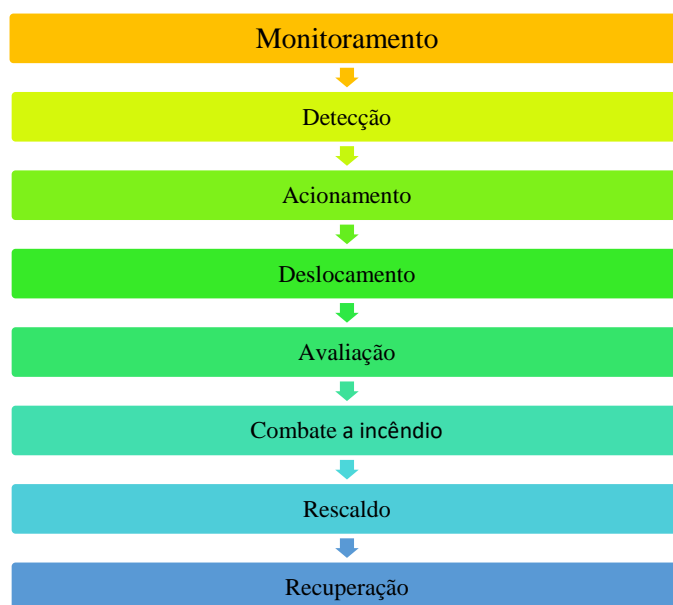 Monitoramento
Detecção
Acionamento
Deslocamento
Avaliação
Combate a incêndio
Rescaldo
Recuperação